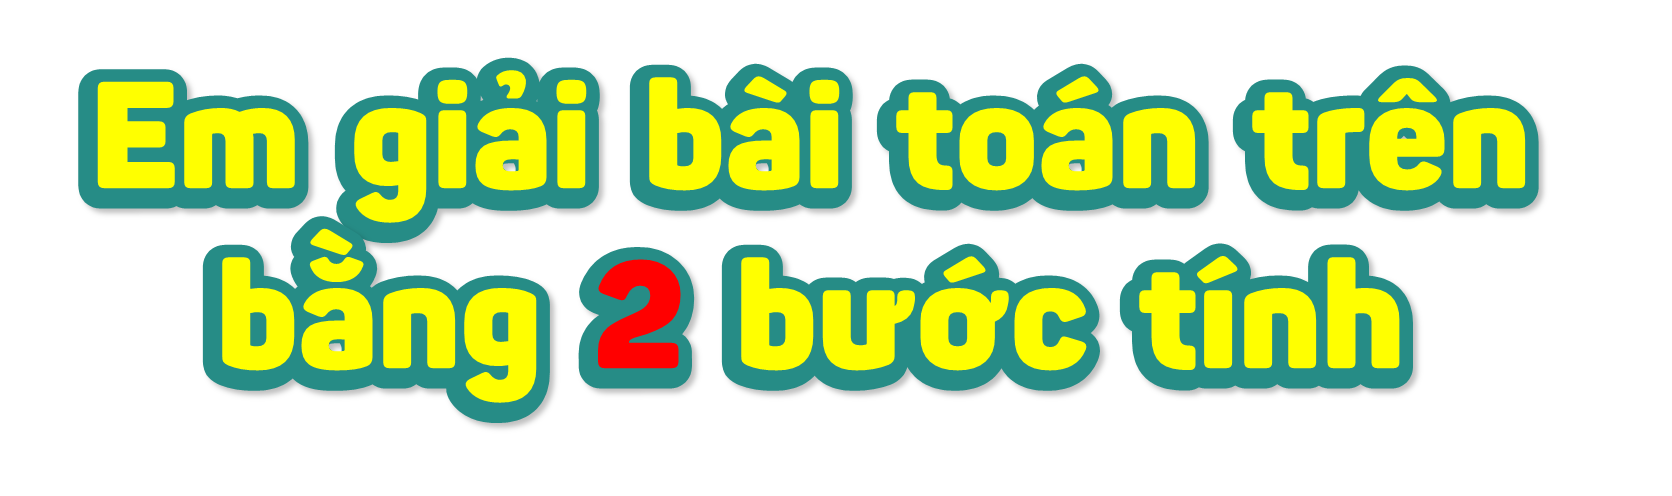 Em giải bài toán trên
bằng 2 bước tính